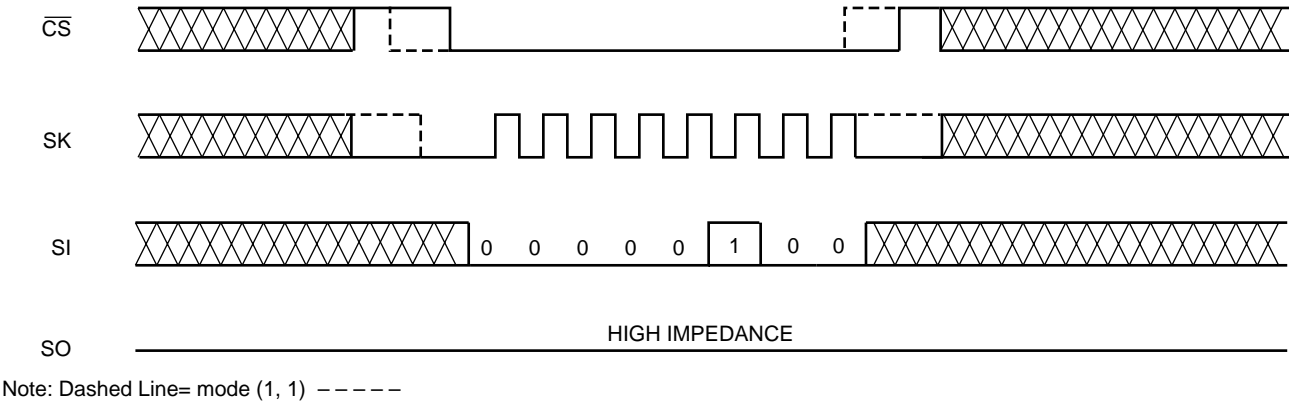 C̅S̅
SK
SI
0 0 0 0 0 1 0 0
HIGH IMPEDANCE
SO
Note: Dashed Line= mode (1, 1) – – – – –